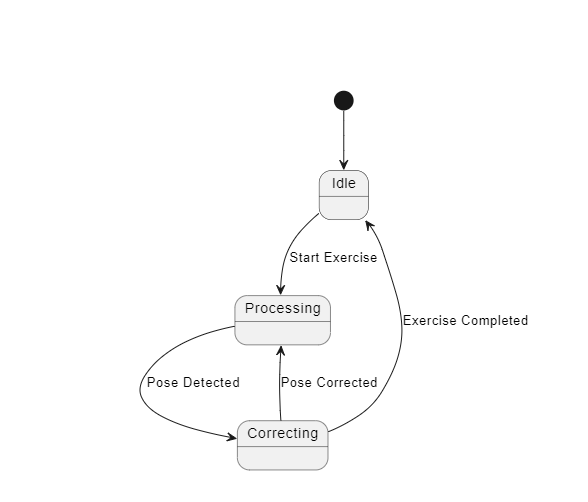 Idle
Start Exercise
Processing
Exercise Completed
Pose Detected
Pose Corrected
Correcting